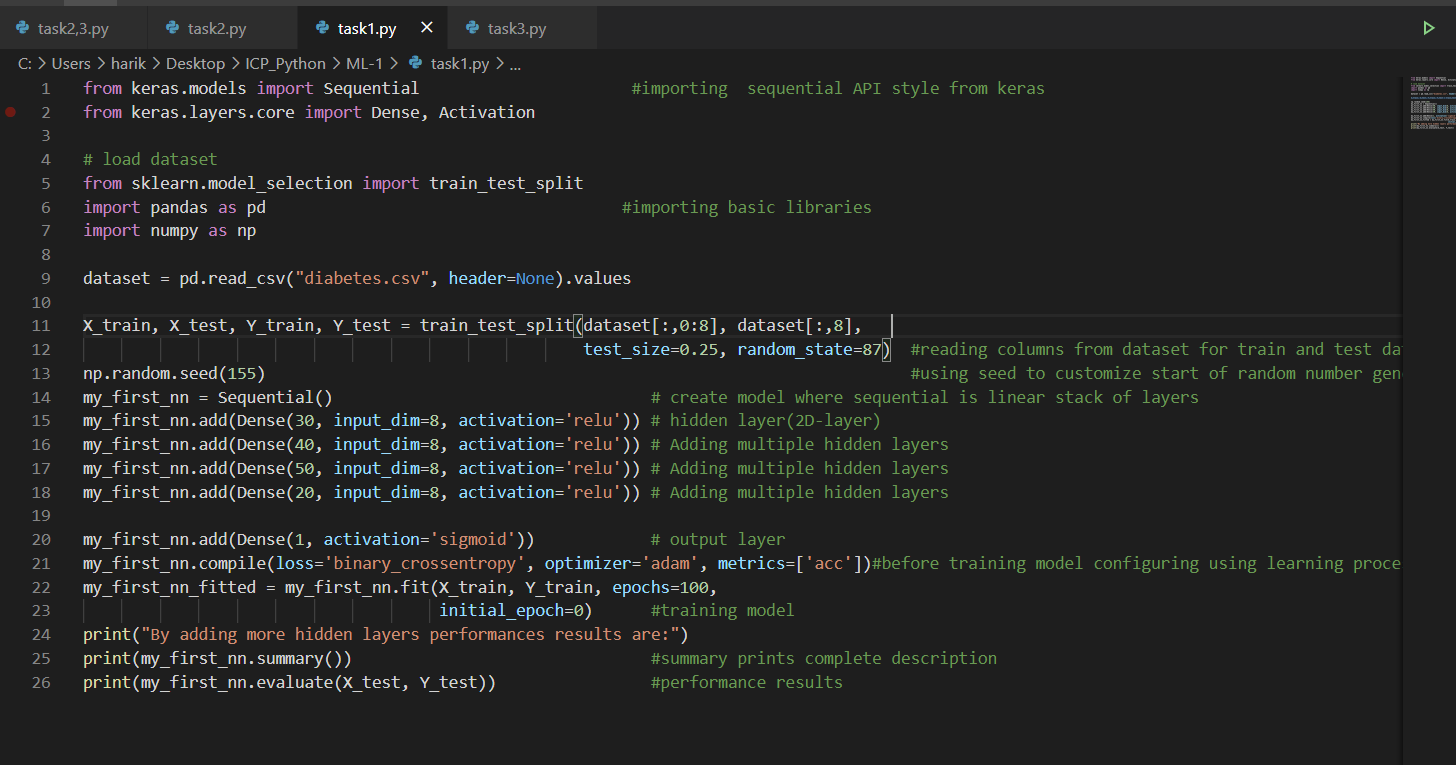 task2,3.py task2.py task1.py task3.py
C: > Users > harik > Desktop > ICP_Python > ML-1 > task1.py > ...
1 from keras.models import Sequential #importing  sequential API style from keras
2 from keras.layers.core import Dense, Activation
3
4 # load dataset
5 from sklearn.model_selection import train_test_split
6 import pandas as pd #importing basic libraries
7 import numpy as np
8
9 dataset = pd.read_csv("diabetes.csv", header=None).values
10
11 X_train, X_test, Y_train, Y_test = train_test_split(dataset[:,0:8], dataset[:,8],
12 test_size=0.25, random_state=87) #reading columns from dataset for train and test da
13 np.random.seed(155) #using seed to customize start of random number gen
14 my_first_nn = Sequential() # create model where sequential is linear stack of layers
15 my_first_nn.add(Dense(30, input_dim=8, activation='relu')) # hidden layer(2D-layer)
16 my_first_nn.add(Dense(40, input_dim=8, activation='relu')) # Adding multiple hidden layers
17 my_first_nn.add(Dense(50, input_dim=8, activation='relu')) # Adding multiple hidden layers
18 my_first_nn.add(Dense(20, input_dim=8, activation='relu')) # Adding multiple hidden layers
19
20 my_first_nn.add(Dense(1, activation='sigmoid')) # output layer
21 my_first_nn.compile(loss='binary_crossentropy', optimizer='adam', metrics=['acc'])#before training model configuring using learning proce
22 my_first_nn_fitted = my_first_nn.fit(X_train, Y_train, epochs=100,
23 initial_epoch=0) #training model
24 print("By adding more hidden layers performances results are:")
25 print(my_first_nn.summary()) #summary prints complete description
26 print(my_first_nn.evaluate(X_test, Y_test)) #performance results